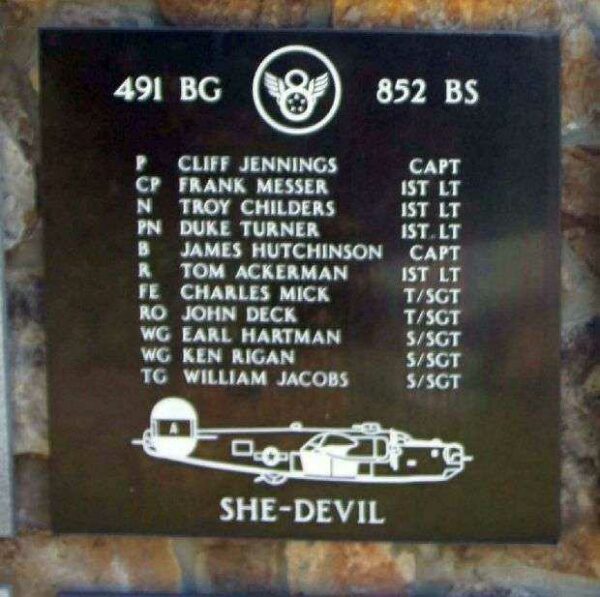 491 BG 8 852 BS
P CLIFF JENNINGS CAPT
CP FRANK MESSER 1ST LT
N TROY CHILDERS 1ST LT
PN DUKE TURNER 1ST. LT
B JAMES HUTCHINSON CAPT
R TOM ACKERMAN 1ST LT
FE CHARLES MICK T/SGT
RO JOHN DECK T/SGT
WG EARL HARTMAN S/SGT
WG KEN RIGAN S/SGT
TG WILLIAM JACOBS S/SGT
A
SHE-DEVIL